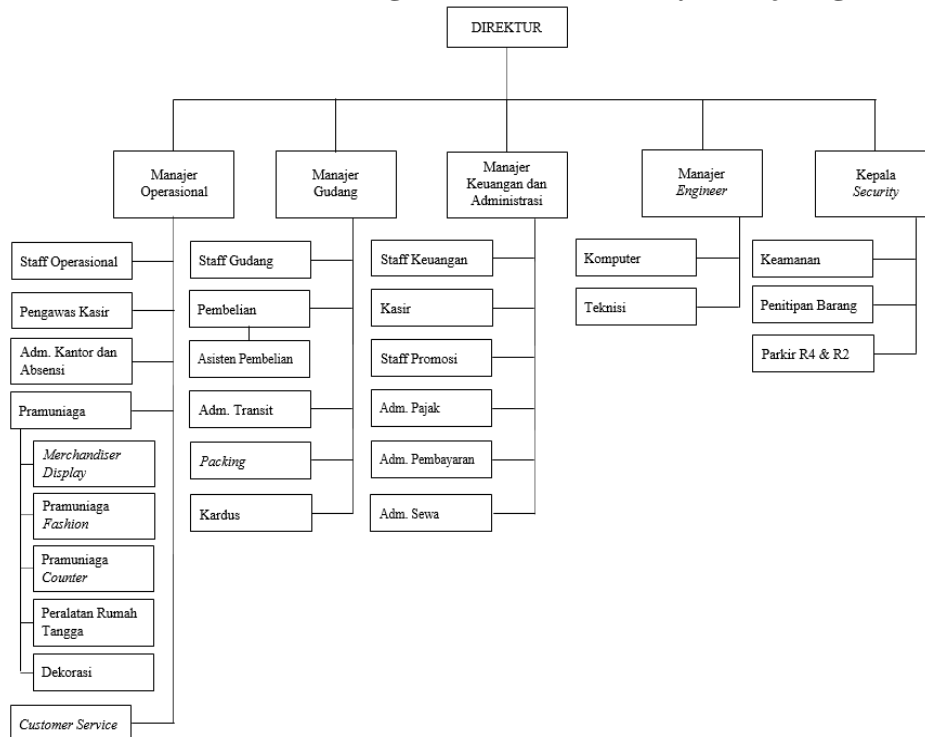 DIREKTUR
Manajer
Operasional
Manajer
Gudang
Manajer
Keuangan dan
Administrasi
Manajer
Engineer
Kepala
Security
Staff Operasional
Pengawas Kasir
Adm. Kantor dan
Absensi
Pramuniaga
Merchandiser
Display
Pramuniaga
Fashion
Pramuniaga
Counter
Peralatan Rumah
Tangga
Dekorasi
Customer Service
Staff Gudang
Pembelian
Asisten Pembelian
Adm. Transit
Packing
Kardus
Staff Keuangan
Kasir
Staff Promosi
Adm. Pajak
Adm. Pembayaran
Adm. Sewa
Komputer
Teknisi
Keamanan
Penitipan Barang
Parkir R4 & R2